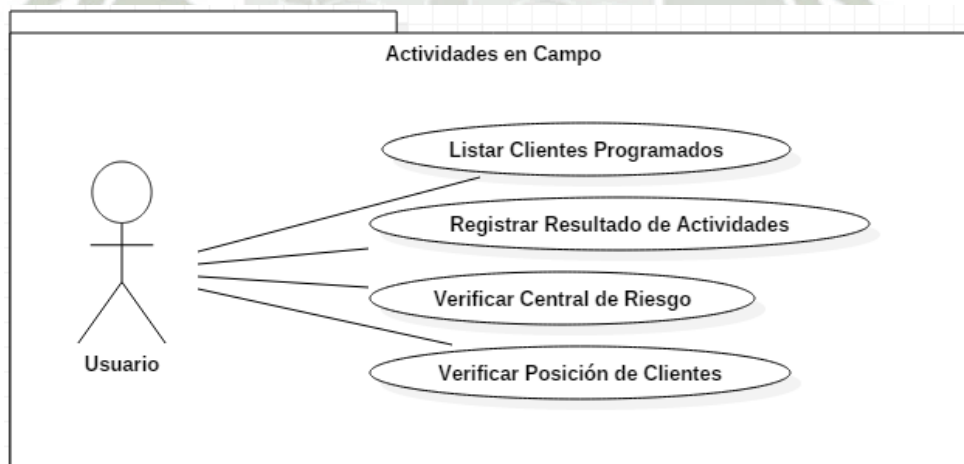 Actividades en Campo
Listar Clientes Programados
Registrar Resultado de Actividades
Verificar Central de Riesgo
Verificar Posición de Clientes
Usuario